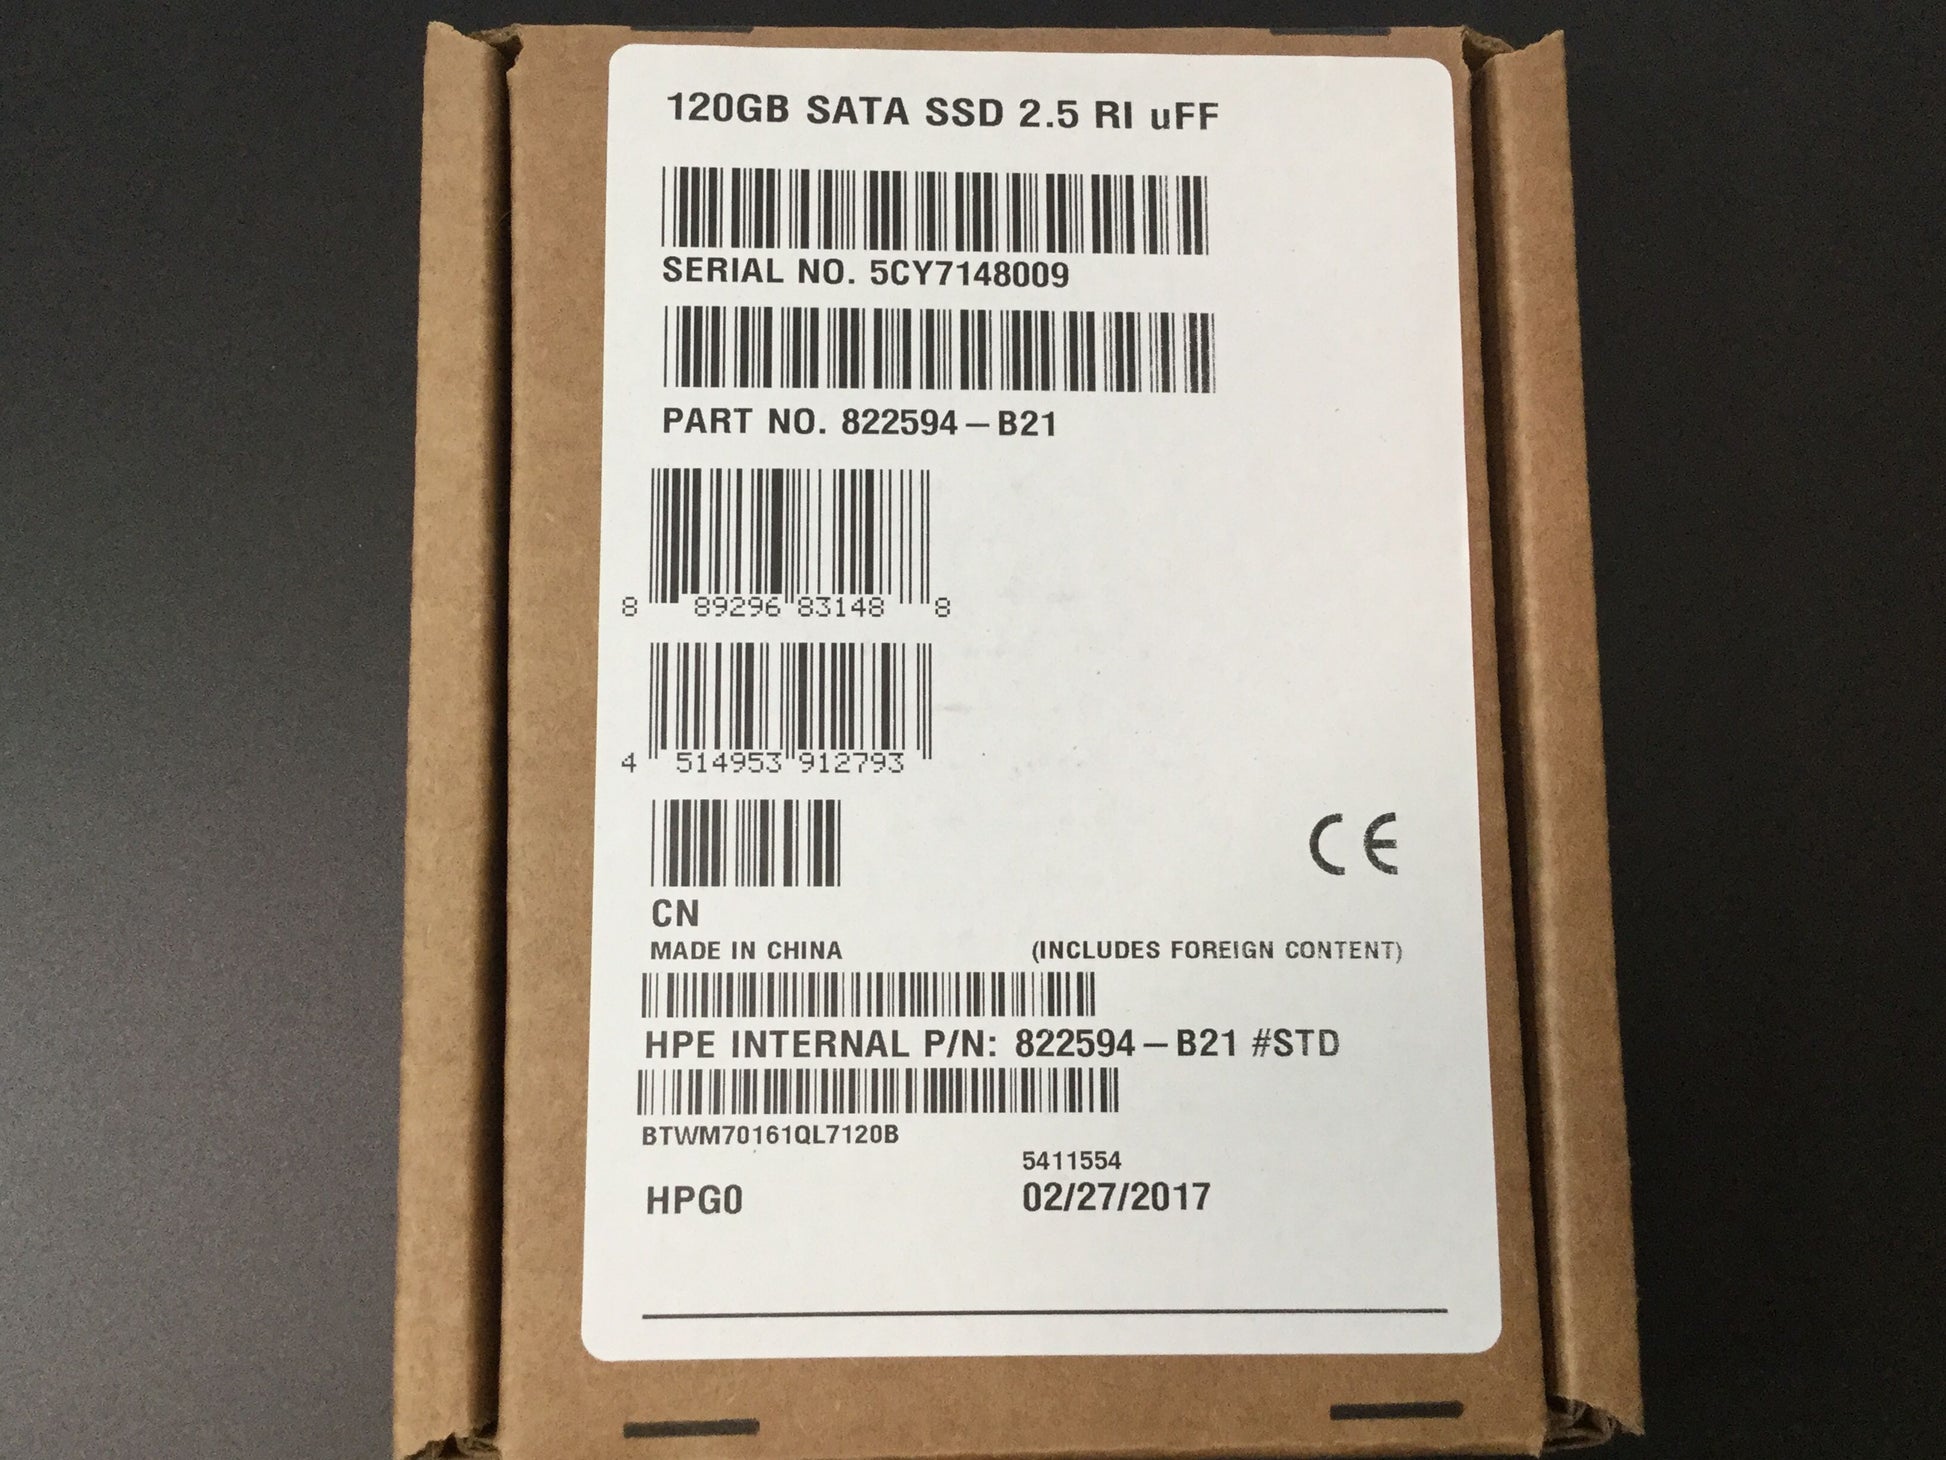 120GB SATA SSD 2.5 RI uFF
SERIAL NO. 5CY7148009
PART NO. 822594–B21
8 89296 83148 8
4 514953 912793
CE
CN
MADE IN CHINA (INCLUDES FOREIGN CONTENT)
HPE INTERNAL P/N: 822594–B21 #STD
BTWM70161QL7120B
5411554
HPG0 02/27/2017